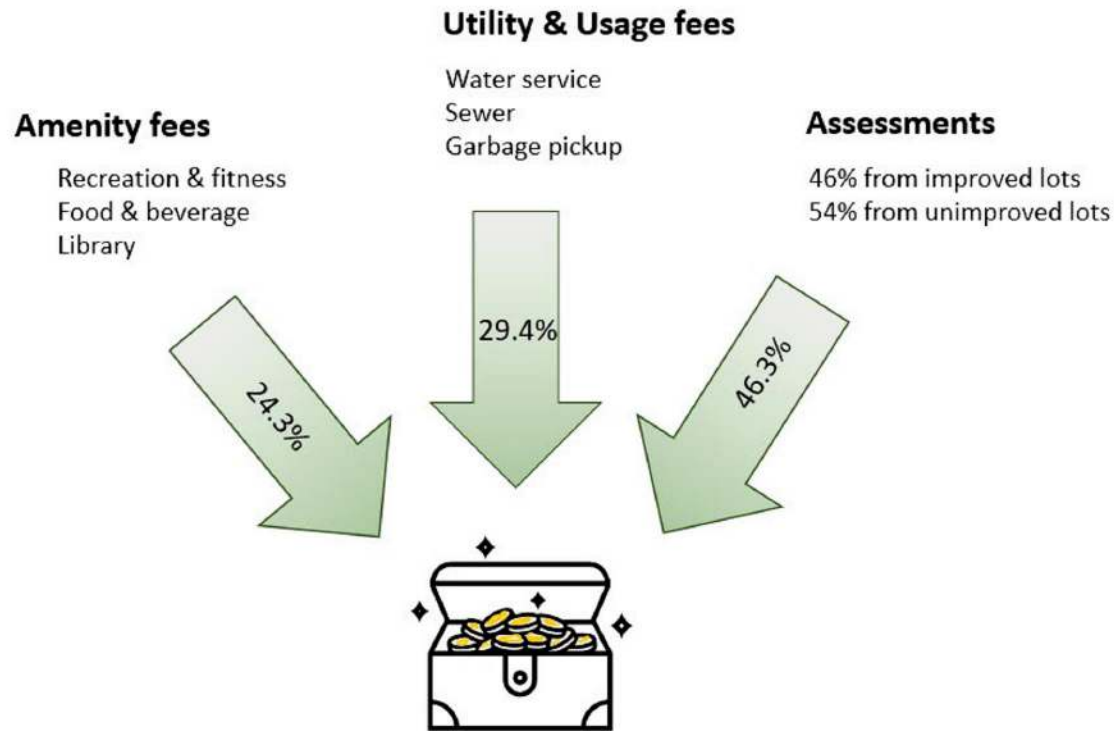 Utility & Usage fees
Water service
Sewer
Garbage pickup
Amenity fees
Recreation & fitness
Food & beverage
Library
Assessments
46% from improved lots
54% from unimproved lots
24.3%
29.4%
46.3%